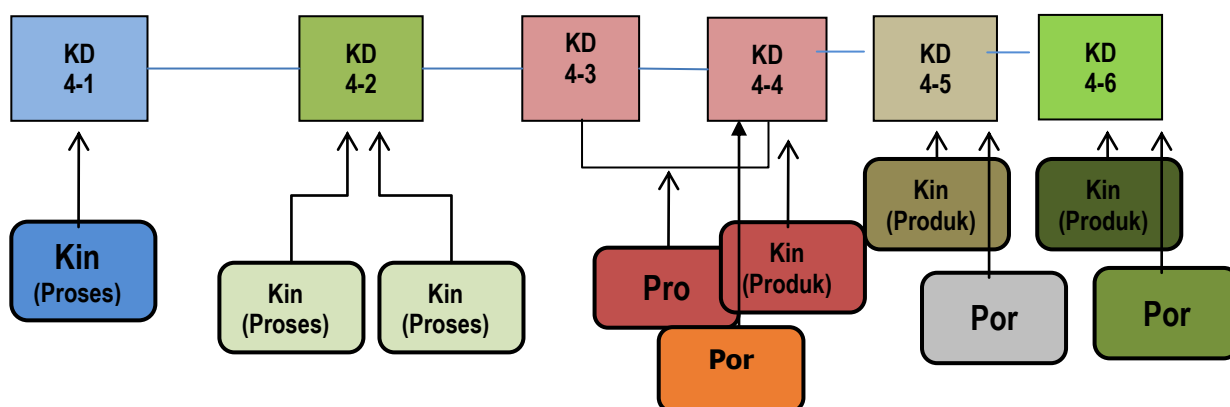 KD
4-1
KD
4-2
KD
4-3
KD
4-4
KD
4-5
KD
4-6
Kin
(Proses)
Kin
(Proses)
Kin
(Proses)
Pro
Kin
(Produk)
Por
Kin
(Produk)
Por
Kin
(Produk)
Por